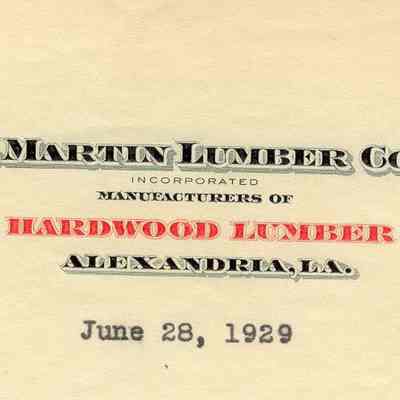 MARTIN LUMBER CO
INCORPORATED
MANUFACTURERS OF
HARDWOOD LUMBER
ALEXANDRIA, LA.
June 28, 1929